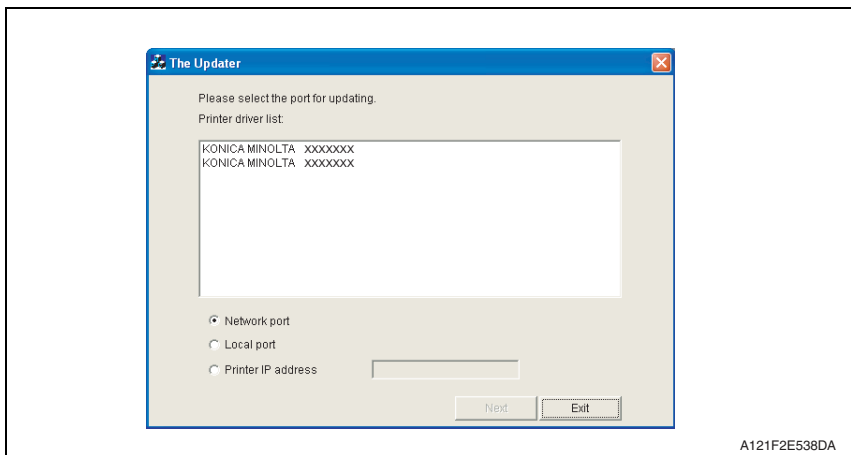 The Updater
Please select the port for updating.
Printer driver list:
KONICA MINOLTA XXXXXXX
KONICA MINOLTA XXXXXXX
Network port
Local port
Printer IP address
Next Exit
A121F2E538DA